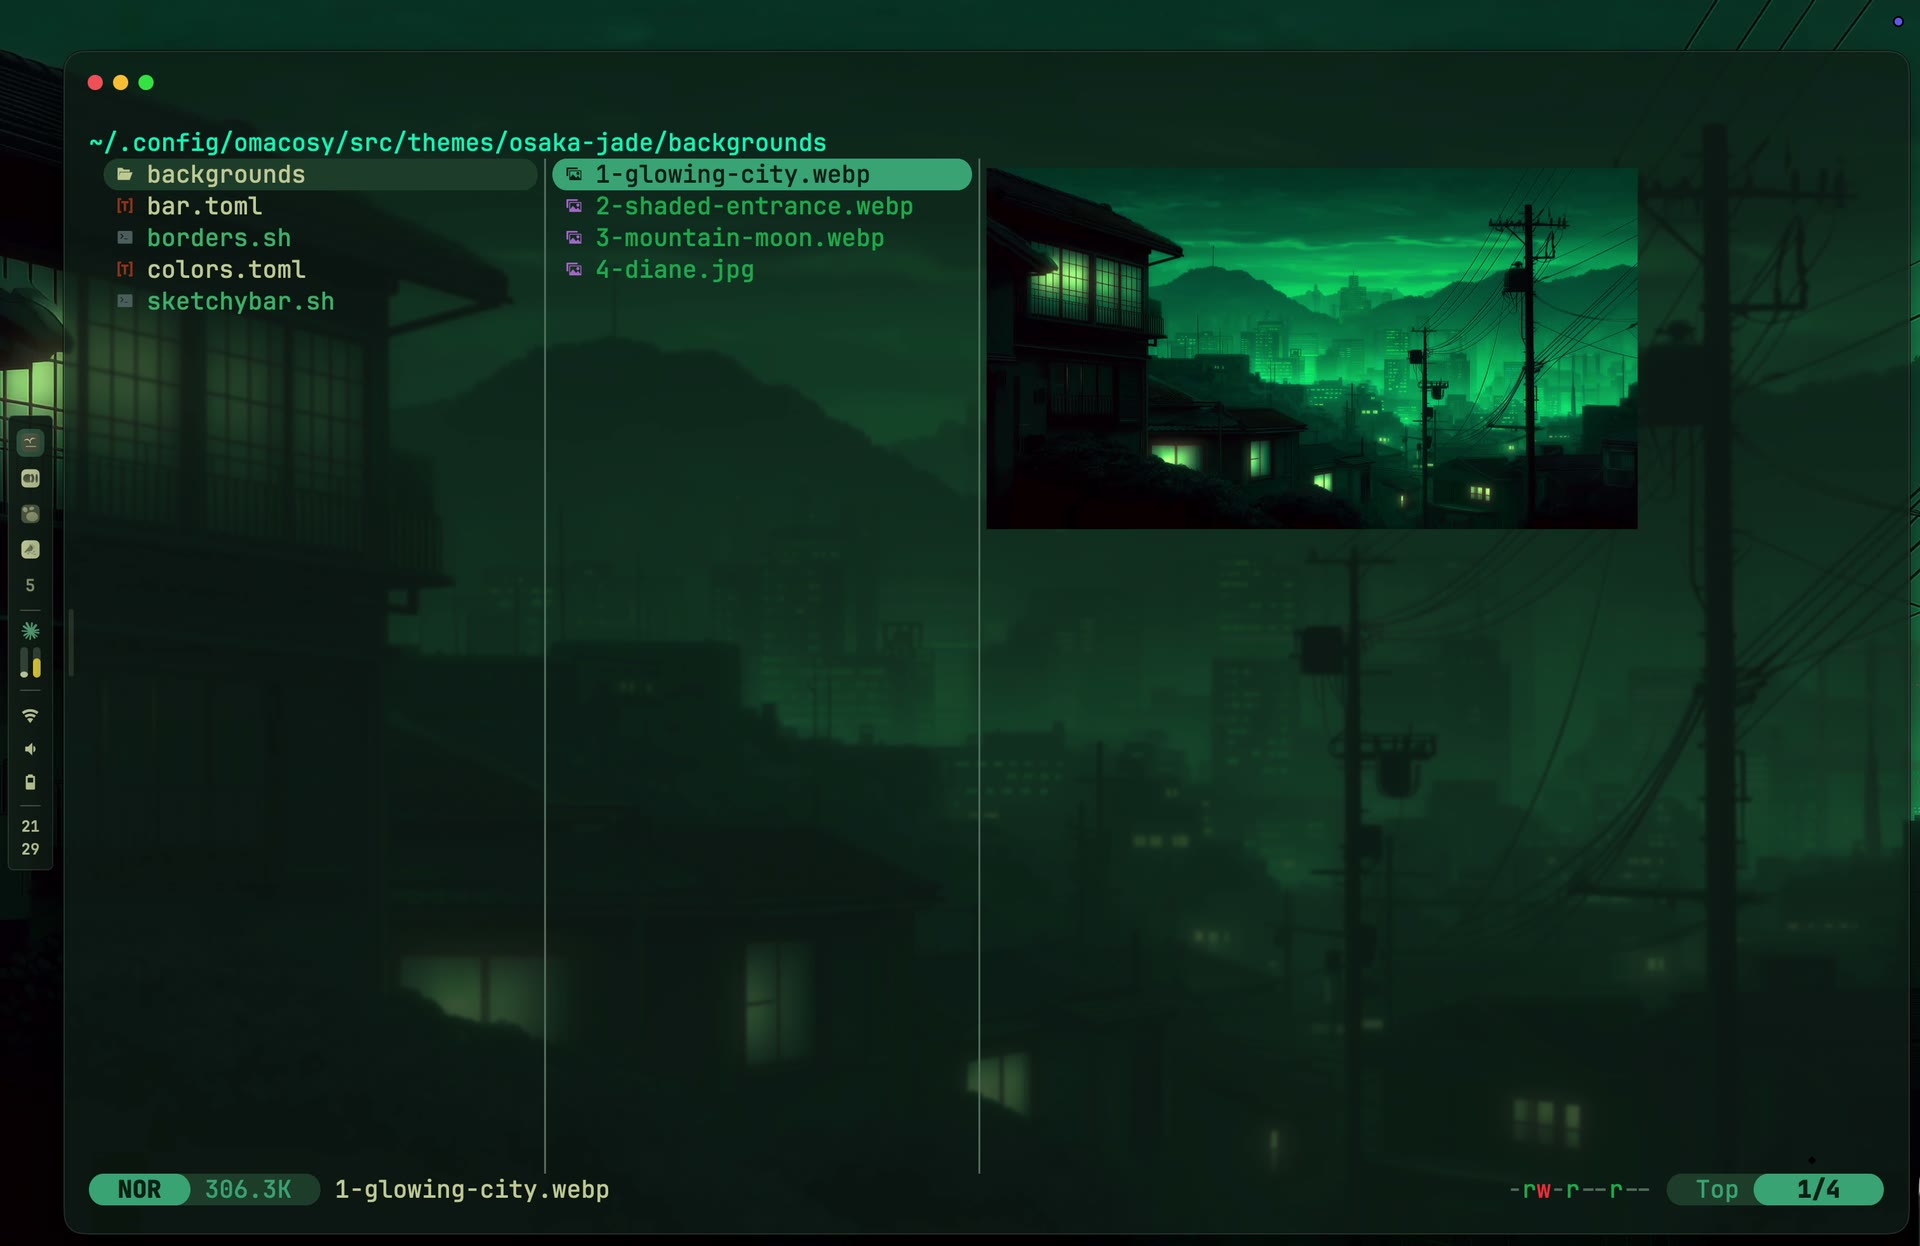 ~/.config/omacosy/src/themes/osaka-jade/backgrounds
backgrounds
bar.toml
borders.sh
colors.toml
sketchybar.sh
1-glowing-city.webp
2-shaded-entrance.webp
3-mountain-moon.webp
4-diane.jpg
5
21
29
NOR 306.3K 1-glowing-city.webp
-rw-r--r-- Top 1/4